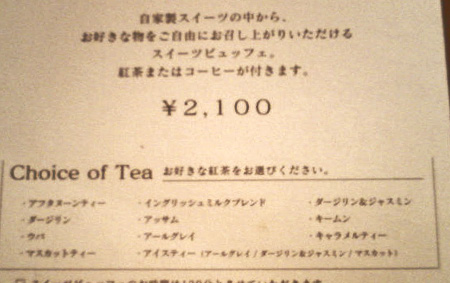 自家製スイーツの中から、
お好きな物をご自由にお召し上がりいただける
スイーツビュッフェ。
紅茶またはコーヒーが付きます。
￥2,100
Choice of Tea お好きな紅茶をお選びください。
・アフタヌーンティー ・イングリッシュミルクブレンド ・ダージリン&ジャスミン
・ダージリン ・アッサム ・キームン
・ウバ ・アールグレイ ・キャラメルティー
・マスカットティー ・アイスティー (アールグレイ / ダージリン&ジャスミン / マスカット)